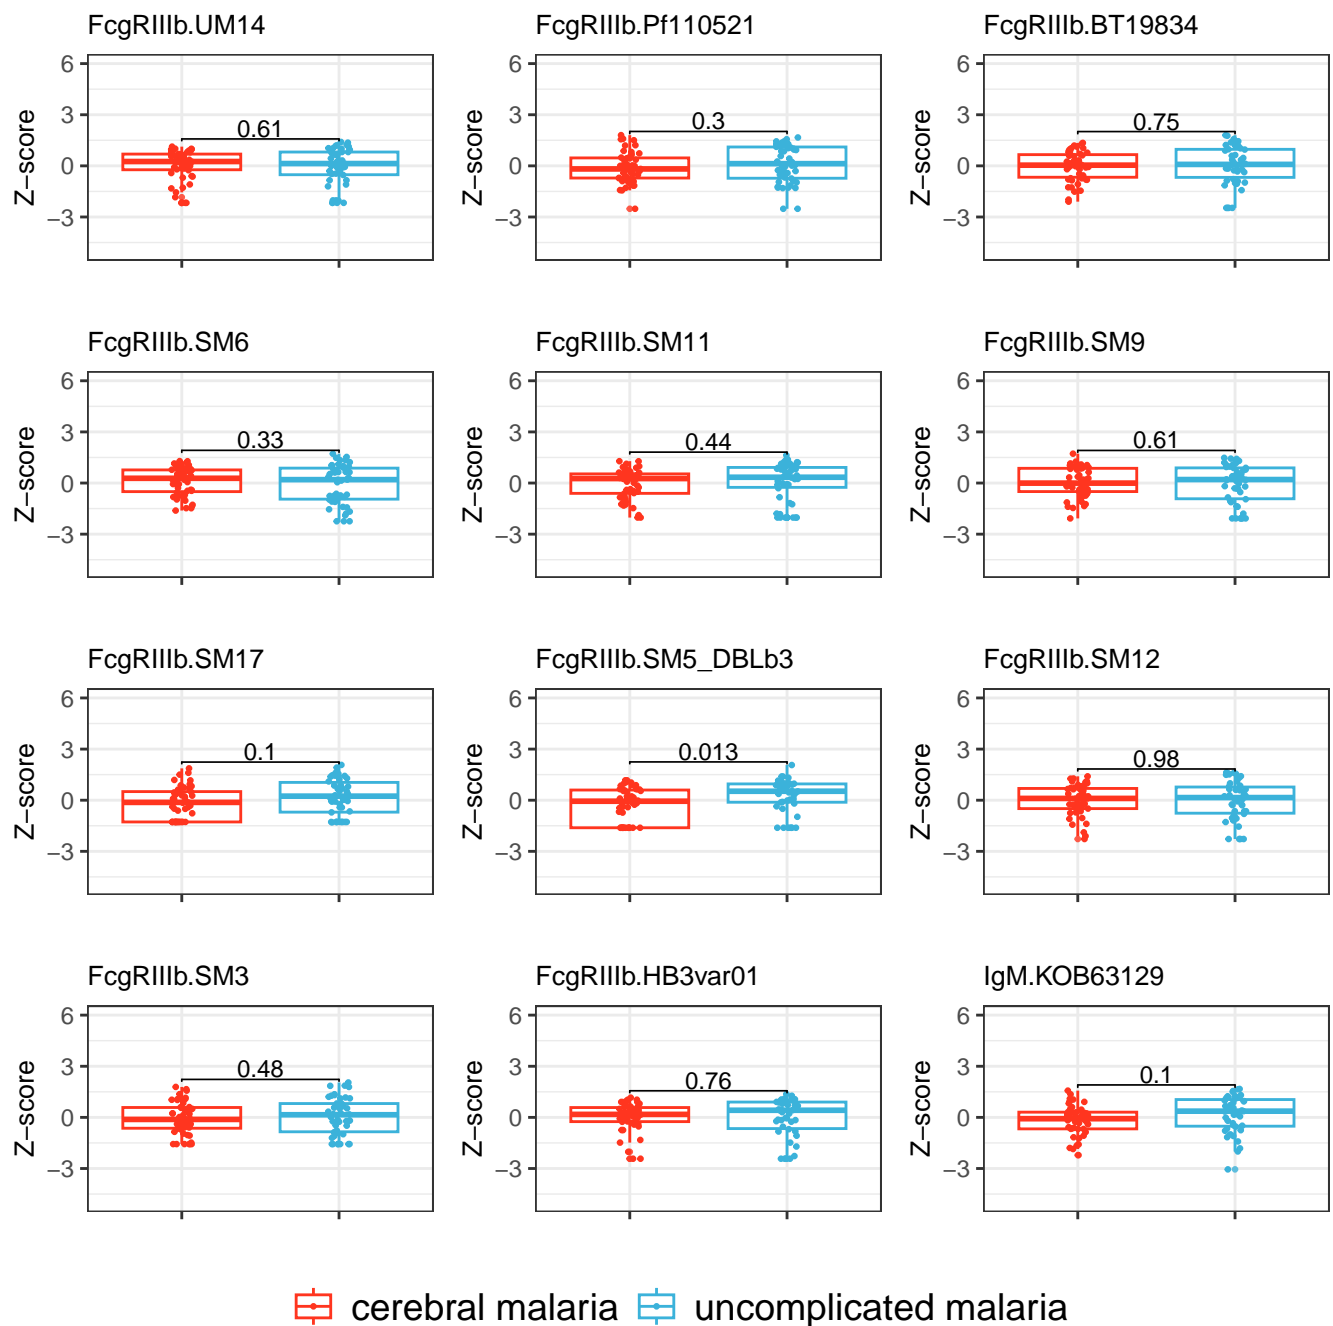 FcgRIIIb.UM14 FcgRIIIb.Pf110521 FcgRIIIb.BT19834
6 6 6
3 3 3
0.61 0.3 0.75
0 0 0
−3 −3 −3
Z−score Z−score Z−score
FcgRIIIb.SM6 FcgRIIIb.SM11 FcgRIIIb.SM9
6 6 6
3 3 3
0.33 0.44 0.61
0 0 0
−3 −3 −3
Z−score Z−score Z−score
FcgRIIIb.SM17 FcgRIIIb.SM5_DBLb3 FcgRIIIb.SM12
6 6 6
3 3 3
0.1 0.013 0.98
0 0 0
−3 −3 −3
Z−score Z−score Z−score
FcgRIIIb.SM3 FcgRIIIb.HB3var01 IgM.KOB63129
6 6 6
3 3 3
0.48 0.76 0.1
0 0 0
−3 −3 −3
Z−score Z−score Z−score
cerebral malaria uncomplicated malaria